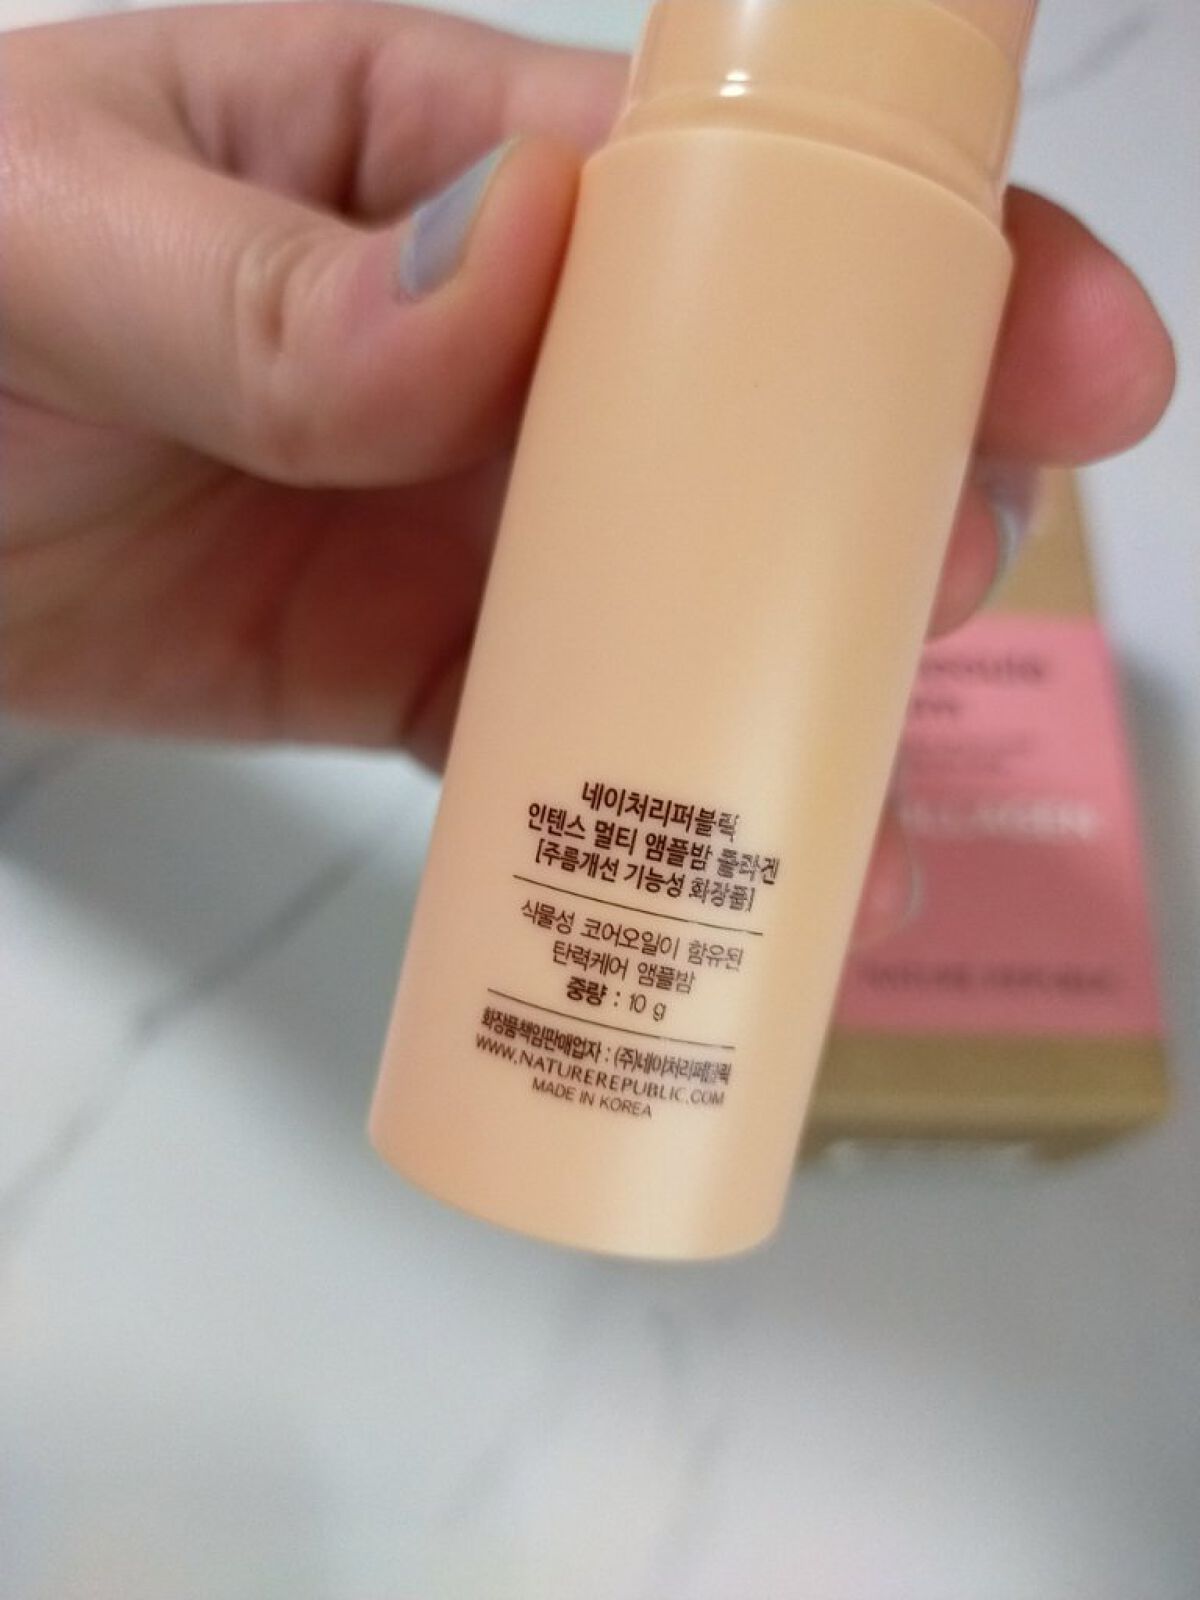 네이처리퍼블릭
인텐스 멀티 앰플밤 콜라겐
[주름개선 기능성 화장품]
식물성 코어오일이 함유된
탄력케어 앰플밤
중량 : 10 g
화장품책임판매업자 : (주)네이처리퍼블릭
WWW.NATUREREPUBLIC.COM
MADE IN KOREA